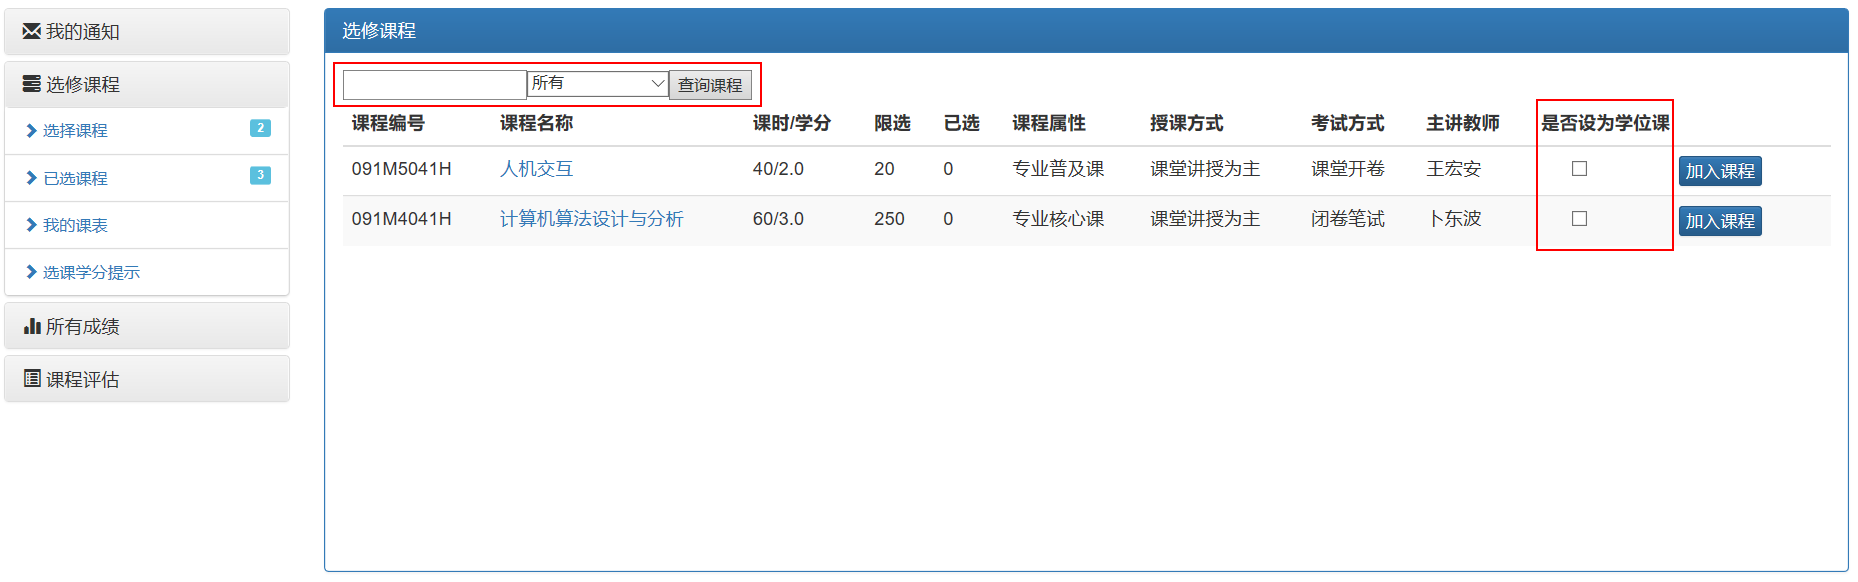 我的通知
选修课程
选择课程 2
已选课程 3
我的课表
选课学分提示
所有成绩
课程评估
选修课程
所有 查询课程
课程编号 课程名称 课时/学分 限选 已选 课程属性 授课方式 考试方式 主讲教师 是否设为学位课
091M5041H 人机交互 40/2.0 20 0 专业普及课 课堂讲授为主 课堂开卷 王宏安 加入课程
091M4041H 计算机算法设计与分析 60/3.0 250 0 专业核心课 课堂讲授为主 闭卷笔试 卜东波 加入课程